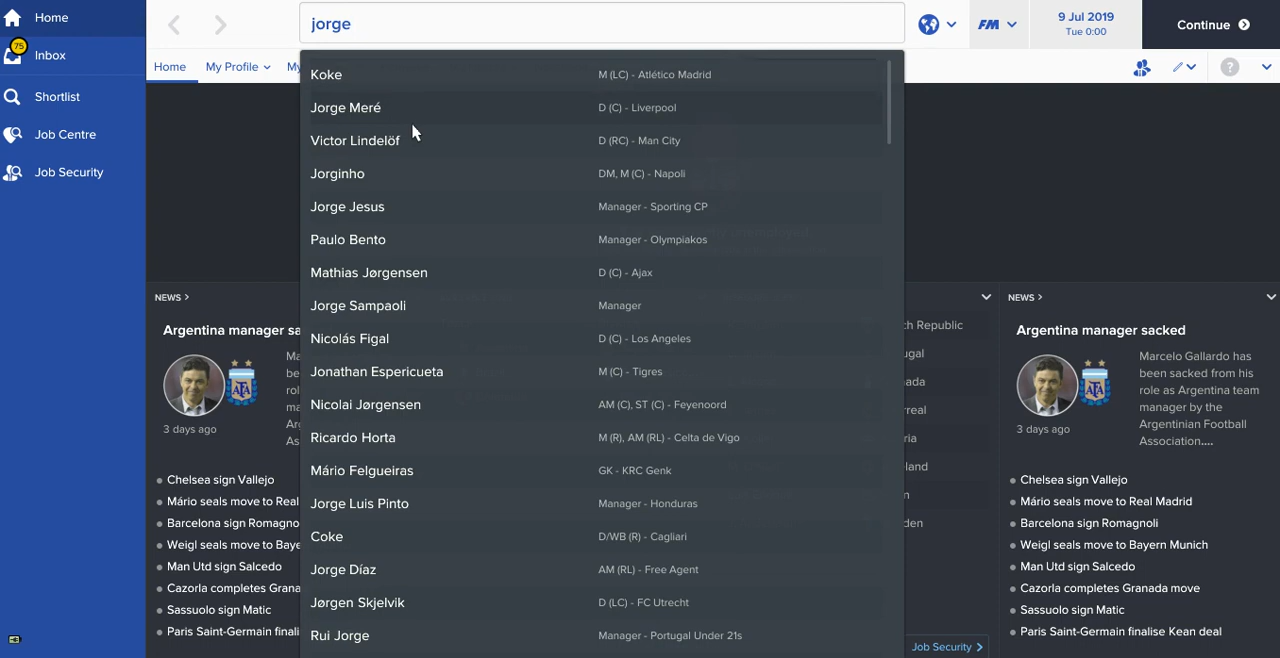 Home
75
Inbox
Shortlist
Job Centre
Job Security
jorge
FM
9 Jul 2019
Tue 0:00
Continue
Home
My Profile
My
?
Koke M (LC) - Atlético Madrid
Jorge Meré D (C) - Liverpool
Victor Lindelöf D (RC) - Man City
Jorginho DM, M (C) - Napoli
Jorge Jesus Manager - Sporting CP
Paulo Bento Manager - Olympiakos
Mathias Jørgensen D (C) - Ajax
Jorge Sampaoli Manager
Nicolás Figal D (C) - Los Angeles
Jonathan Espericueta M (C) - Tigres
Nicolai Jørgensen AM (C), ST (C) - Feyenoord
Ricardo Horta M (R), AM (RL) - Celta de Vigo
Mário Felgueiras GK - KRC Genk
Jorge Luis Pinto Manager - Honduras
Coke D/WB (R) - Cagliari
Jorge Díaz AM (RL) - Free Agent
Jørgen Skjelvik D (LC) - FC Utrecht
Rui Jorge Manager - Portugal Under 21s
NEWS >
Argentina manager sa
Ma
be
rol
ma
Arg
As
AFA
3 days ago
Chelsea sign Vallejo
Mário seals move to Real
Barcelona sign Romagno
Weigl seals move to Baye
Man Utd sign Salcedo
Cazorla completes Grana
Sassuolo sign Matic
Paris Saint-Germain finali
ch Republic
ugal
ada
rreal
ria
land
n
den
Job Security >
NEWS >
Argentina manager sacked
Marcelo Gallardo has
been sacked from his
role as Argentina team
manager by the
Argentinian Football
Association....
AFA
3 days ago
Chelsea sign Vallejo
Mário seals move to Real Madrid
Barcelona sign Romagnoli
Weigl seals move to Bayern Munich
Man Utd sign Salcedo
Cazorla completes Granada move
Sassuolo sign Matic
Paris Saint-Germain finalise Kean deal